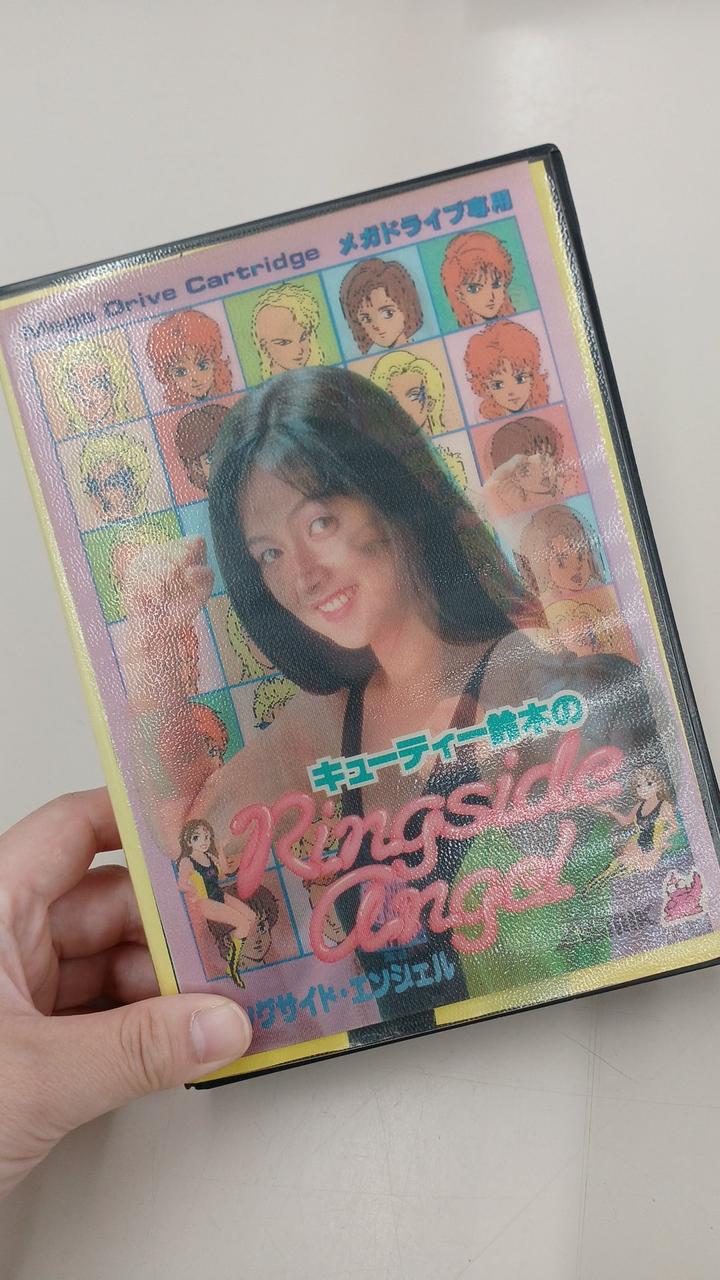 Mega Drive Cartridge メガドライブ専用
キューティー鈴木の
Ringside
Angel
ングサイド・エンジェル